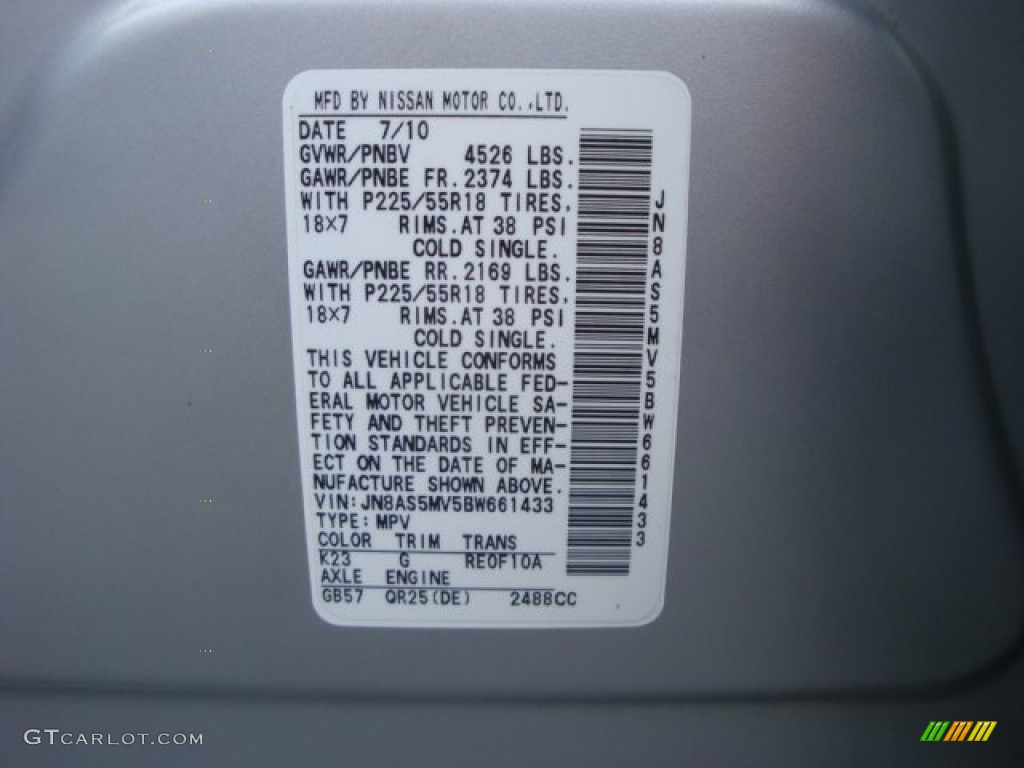 MFD BY NISSAN MOTOR CO.,LTD.
DATE 7/10
GVWR/PNBV 4526 LBS.
GAWR/PNBE FR. 2374 LBS.
WITH P225/55R18 TIRES.
18×7 RIMS. AT 38 PSI
COLD SINGLE.
GAWR/PNBE RR. 2169 LBS.
WITH P225/55R18 TIRES.
18×7 RIMS. AT 38 PSI
COLD SINGLE.
THIS VEHICLE CONFORMS
TO ALL APPLICABLE FED-
ERAL MOTOR VEHICLE SA-
FETY AND THEFT PREVEN-
TION STANDARDS IN EFF-
ECT ON THE DATE OF MA-
NUFACTURE SHOWN ABOVE.
VIN: JN8AS5MV5BW661433
TYPE: MPV
COLOR TRIM TRANS
K23 G RE0F10A
AXLE ENGINE
GB57 QR25(DE) 2488CC
JN8AS5MV5BW661433
GTCARLOT.COM